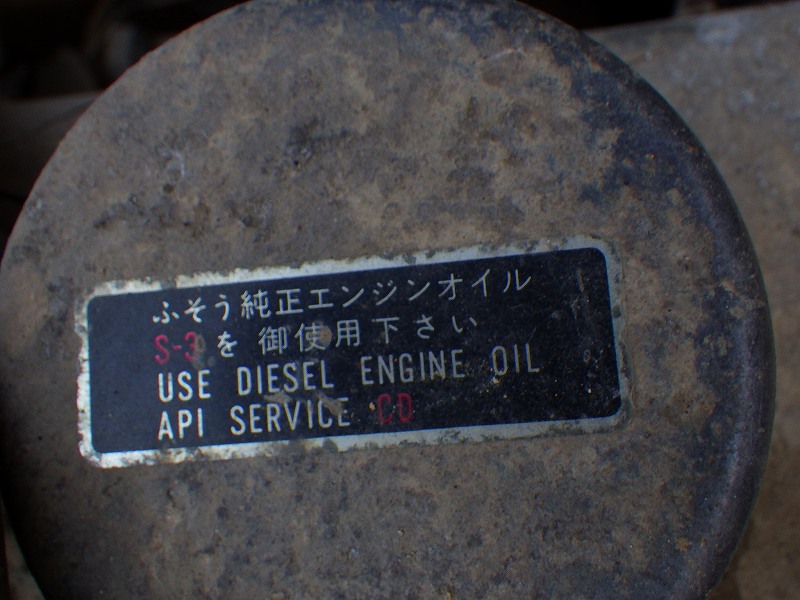 ふそう純正エンジンオイル
S-3 を 御使用下さい
USE DIESEL ENGINE OIL
API SERVICE CD